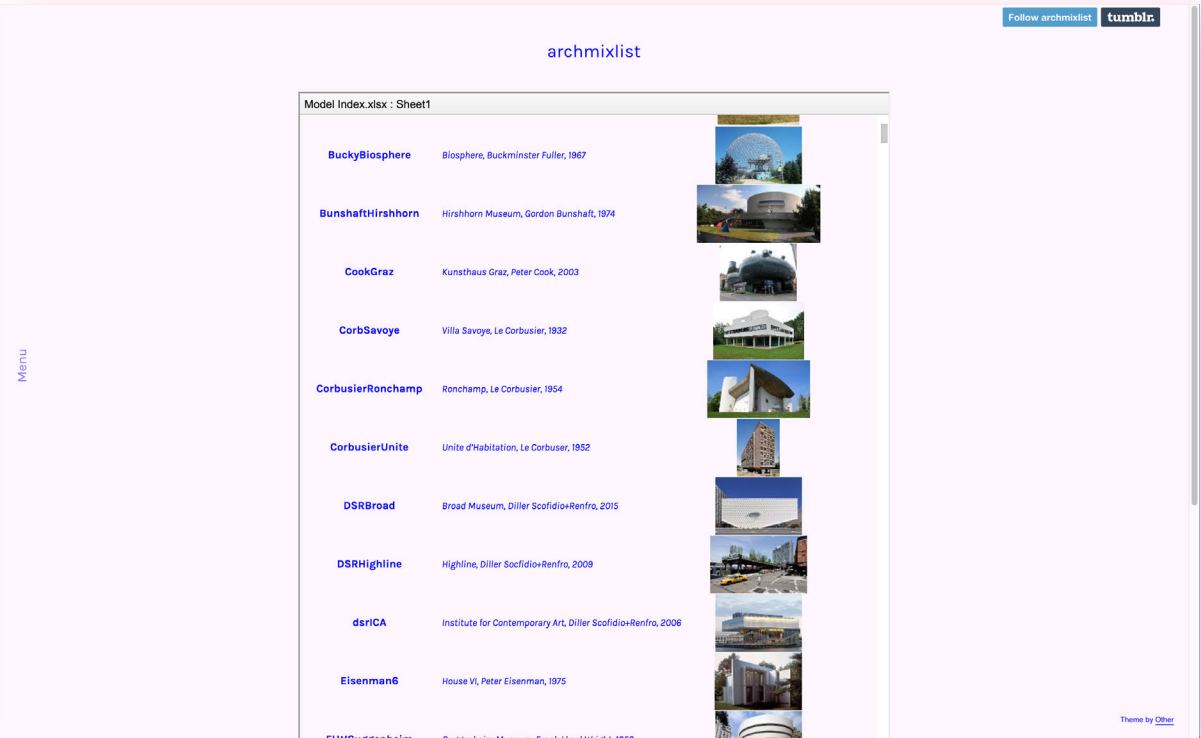 Follow archmixlist tumblr.
archmixlist
Model Index.xlsx : Sheet1
BuckyBiosphere Biosphere, Buckminster Fuller, 1967
BunshaftHirshhorn Hirshhorn Museum, Gordon Bunshaft, 1974
CookGraz Kunsthaus Graz, Peter Cook, 2003
CorbSavoye Villa Savoye, Le Corbusier, 1932
Menu
CorbusierRonchamp Ronchamp, Le Corbusier, 1954
CorbusierUnite Unite d'Habitation, Le Corbuser, 1952
DSRBroad Broad Museum, Diller Scofidio+Renfro, 2015
DSRHighline Highline, Diller Socfidio+Renfro, 2009
dsrICA Institute for Contemporary Art, Diller Scofidio+Renfro, 2006
Eisenman6 House VI, Peter Eisenman, 1975
Theme by Other